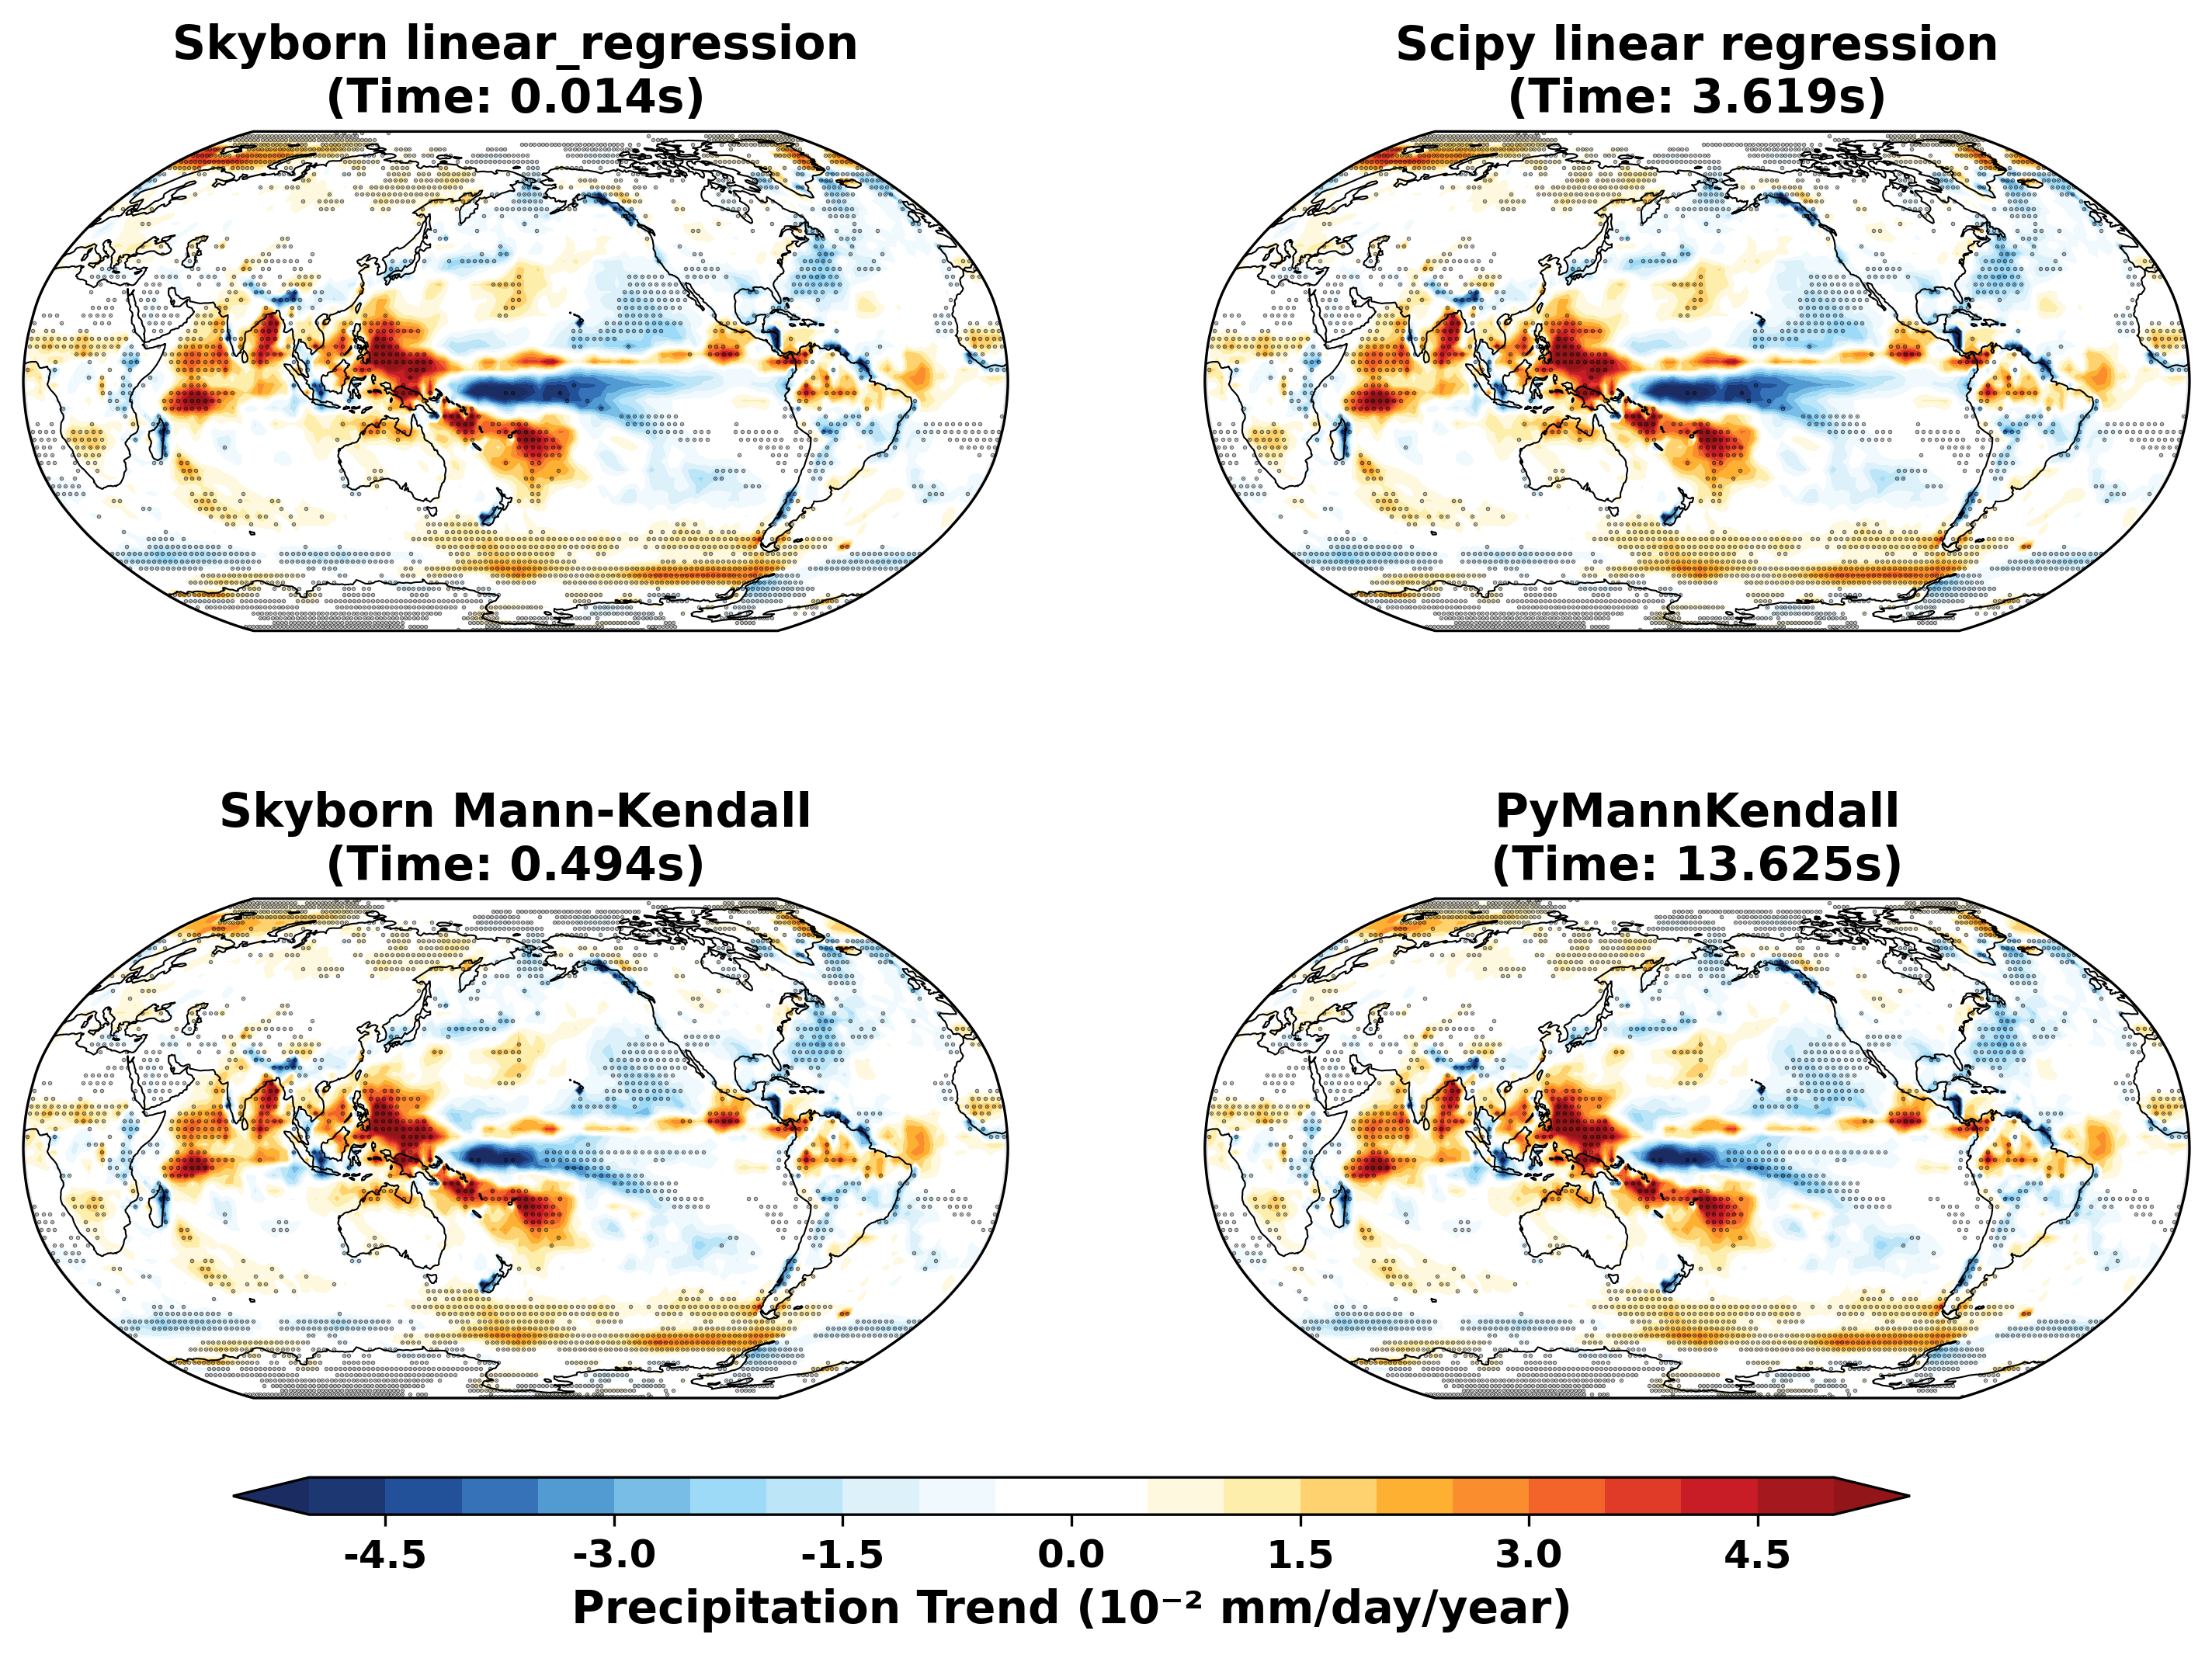 Skyborn linear_regression
(Time: 0.014s)
Scipy linear regression
(Time: 3.619s)
Skyborn Mann-Kendall
(Time: 0.494s)
PyMannKendall
(Time: 13.625s)
-4.5 -3.0 -1.5 0.0 1.5 3.0 4.5
Precipitation Trend (10⁻² mm/day/year)